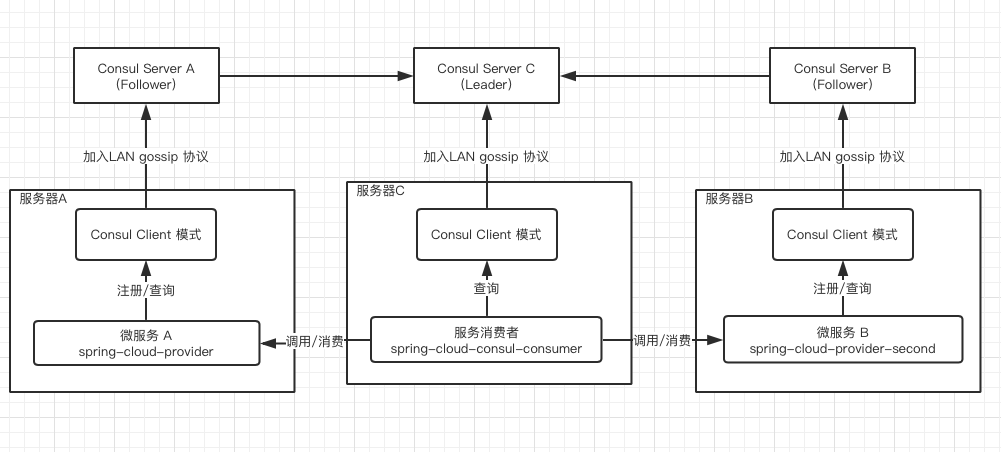 Consul Server A
(Follower)
Consul Server C
(Leader)
Consul Server B
(Follower)
加入LAN gossip 协议
加入LAN gossip 协议
加入LAN gossip 协议
服务器A
Consul Client 模式
注册/查询
微服务 A
spring-cloud-provider
服务器C
Consul Client 模式
查询
服务消费者
spring-cloud-consul-consumer
调用/消费
调用/消费
服务器B
Consul Client 模式
注册/查询
微服务 B
spring-cloud-provider-second